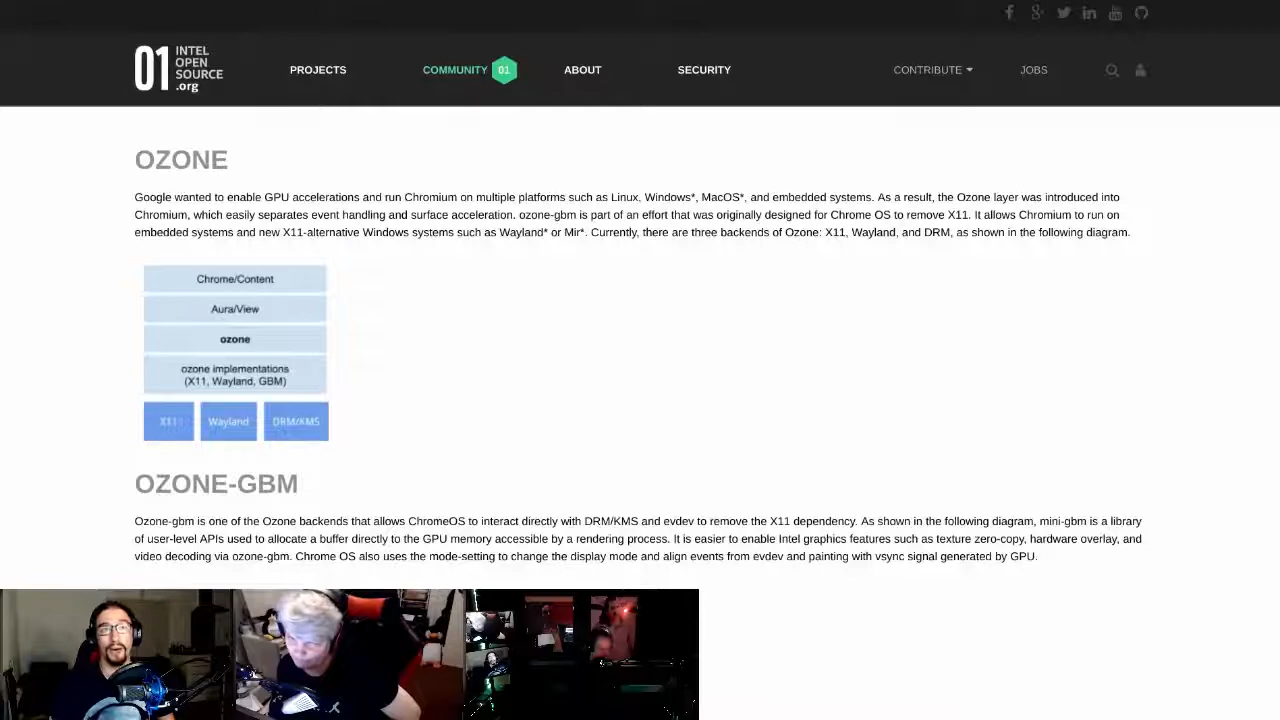 01 INTEL
OPEN
SOURCE
.org
PROJECTS
COMMUNITY 01
ABOUT
SECURITY
CONTRIBUTE
JOBS
OZONE
Google wanted to enable GPU accelerations and run Chromium on multiple platforms such as Linux, Windows*, MacOS*, and embedded systems. As a result, the Ozone layer was introduced into
Chromium, which easily separates event handling and surface acceleration. ozone-gbm is part of an effort that was originally designed for Chrome OS to remove X11. It allows Chromium to run on
embedded systems and new X11-alternative Windows systems such as Wayland* or Mir*. Currently, there are three backends of Ozone: X11, Wayland, and DRM, as shown in the following diagram.
Chrome/Content
Aura/View
ozone
ozone implementations
(X11, Wayland, GBM)
X11
Wayland
DRM/KMS
OZONE-GBM
Ozone-gbm is one of the Ozone backends that allows ChromeOS to interact directly with DRM/KMS and evdev to remove the X11 dependency. As shown in the following diagram, mini-gbm is a library
of user-level APIs used to allocate a buffer directly to the GPU memory accessible by a rendering process. It is easier to enable Intel graphics features such as texture zero-copy, hardware overlay, and
video decoding via ozone-gbm. Chrome OS also uses the mode-setting to change the display mode and align events from evdev and painting with vsync signal generated by GPU.